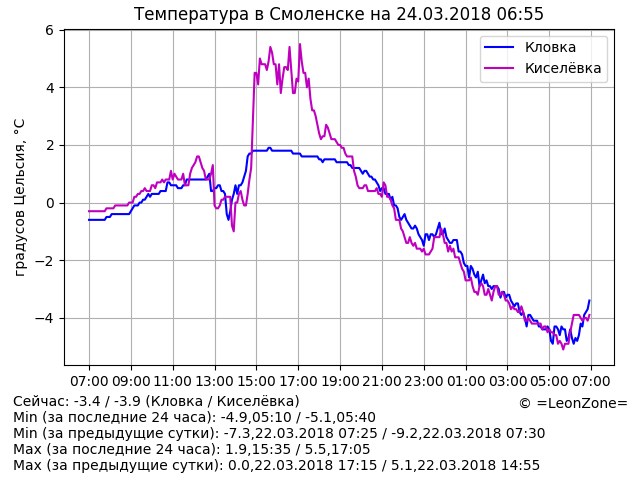 Температура в Смоленске на 24.03.2018 06:55
градусов Цельсия, °C
6
4
2
0
−2
−4
Кловка
Киселёвка
07:00 09:00 11:00 13:00 15:00 17:00 19:00 21:00 23:00 01:00 03:00 05:00 07:00
Сейчас: -3.4 / -3.9 (Кловка / Киселёвка)
© =LeonZone=
Min (за последние 24 часа): -4.9,05:10 / -5.1,05:40
Min (за предыдущие сутки): -7.3,22.03.2018 07:25 / -9.2,22.03.2018 07:30
Max (за последние 24 часа): 1.9,15:35 / 5.5,17:05
Max (за предыдущие сутки): 0.0,22.03.2018 17:15 / 5.1,22.03.2018 14:55